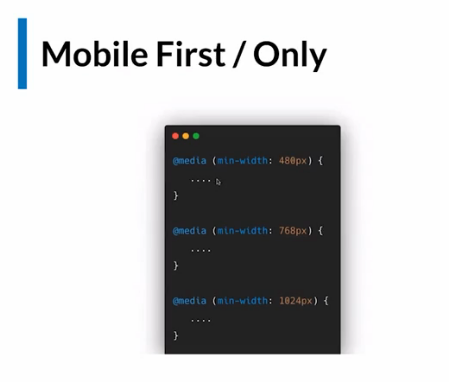 Mobile First / Only
@media (min-width: 480px) {
....
}
@media (min-width: 768px) {
....
}
@media (min-width: 1024px) {
....
}